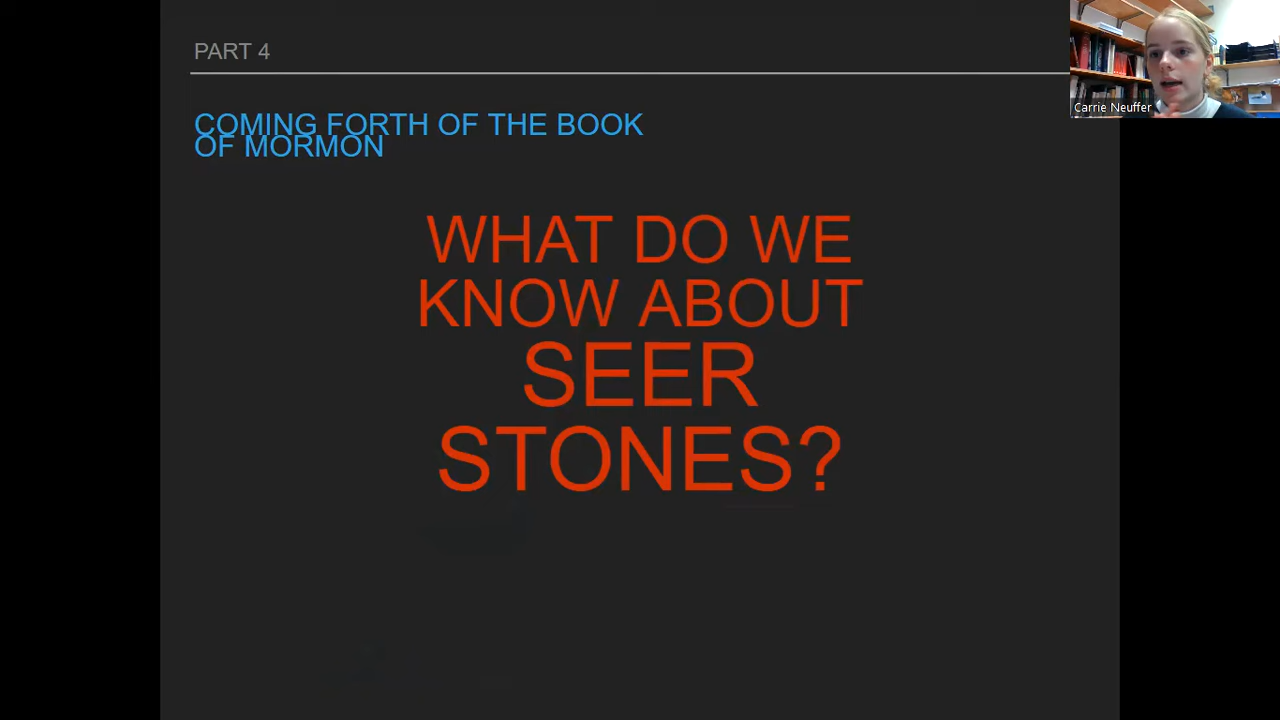 PART 4
COMING FORTH OF THE BOOK
OF MORMON
WHAT DO WE
KNOW ABOUT
SEER
STONES?
Carrie Neuffer